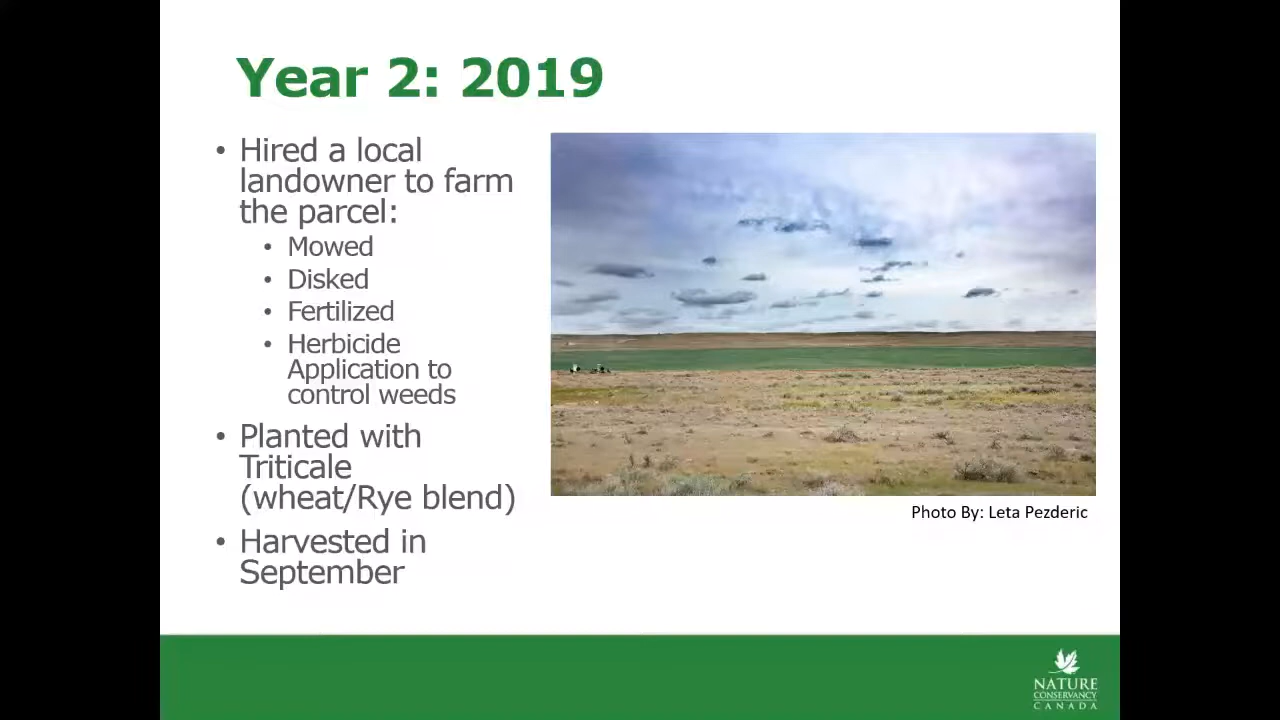 Year 2: 2019
• Hired a local
landowner to farm
the parcel:
• Mowed
• Disked
• Fertilized
• Herbicide
Application to
control weeds
• Planted with
Triticale
(wheat/Rye blend)
• Harvested in
September
Photo By: Leta Pezderic
NATURE
CONSERVANCY
CANADA